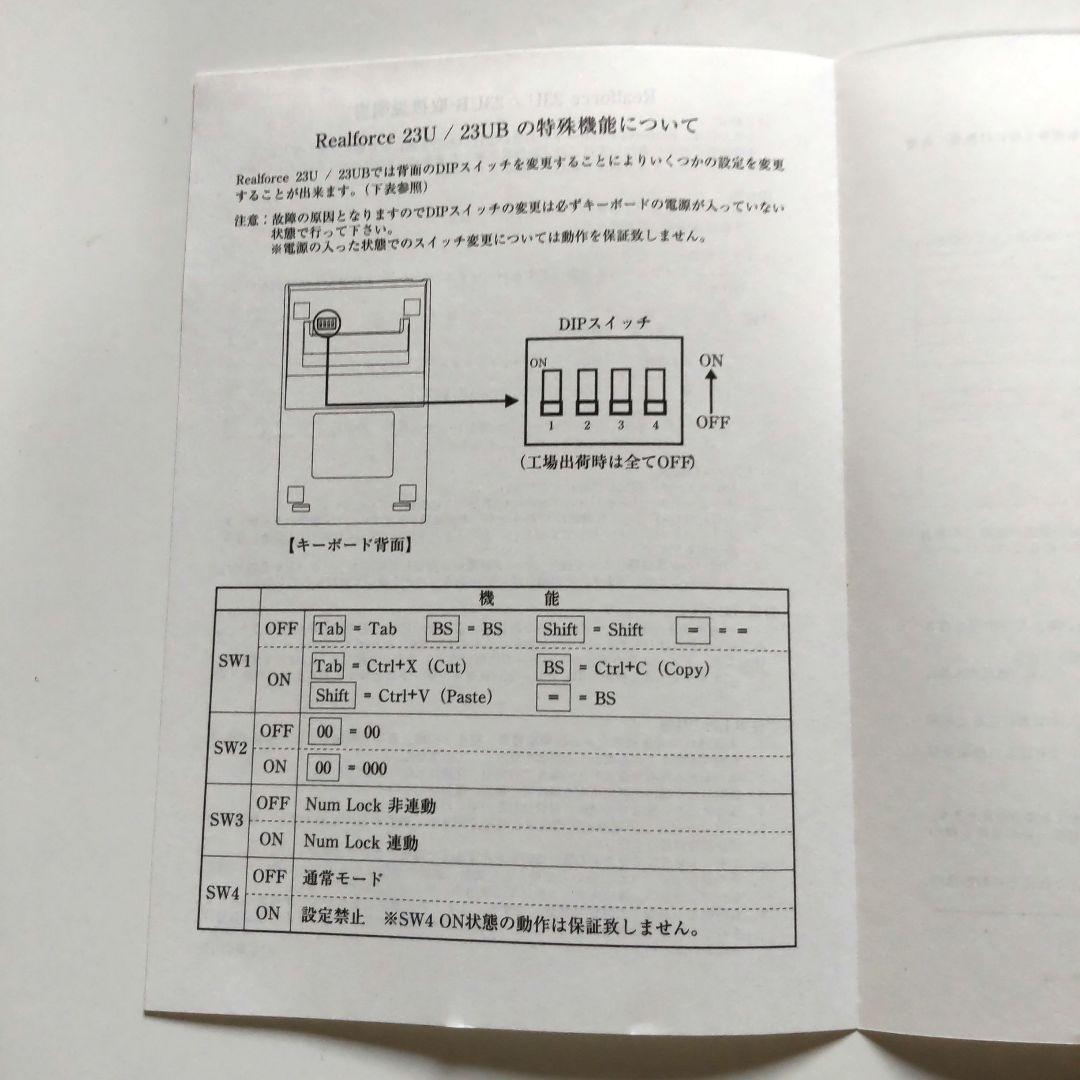 Realforce 23U / 23UB の特殊機能について
Realforce 23U / 23UBでは背面のDIPスイッチを変更することによりいくつかの設定を変更
することが出来ます。(下表参照)
注意：故障の原因となりますのでDIPスイッチの変更は必ずキーボードの電源が入っていない
状態で行って下さい。
※電源の入った状態でのスイッチ変更については動作を保証致しません。
DIPスイッチ
ON
1 2 3 4
ON
OFF
(工場出荷時は全てOFF)
【キーボード背面】
機 能
SW1
OFF Tab = Tab BS = BS Shift = Shift = = =
ON Tab = Ctrl+X (Cut) BS = Ctrl+C (Copy)
Shift = Ctrl+V (Paste) = = BS
SW2
OFF 00 = 00
ON 00 = 000
SW3
OFF Num Lock 非連動
ON Num Lock 連動
SW4
OFF 通常モード
ON 設定禁止 ※SW4 ON状態の動作は保証致しません。